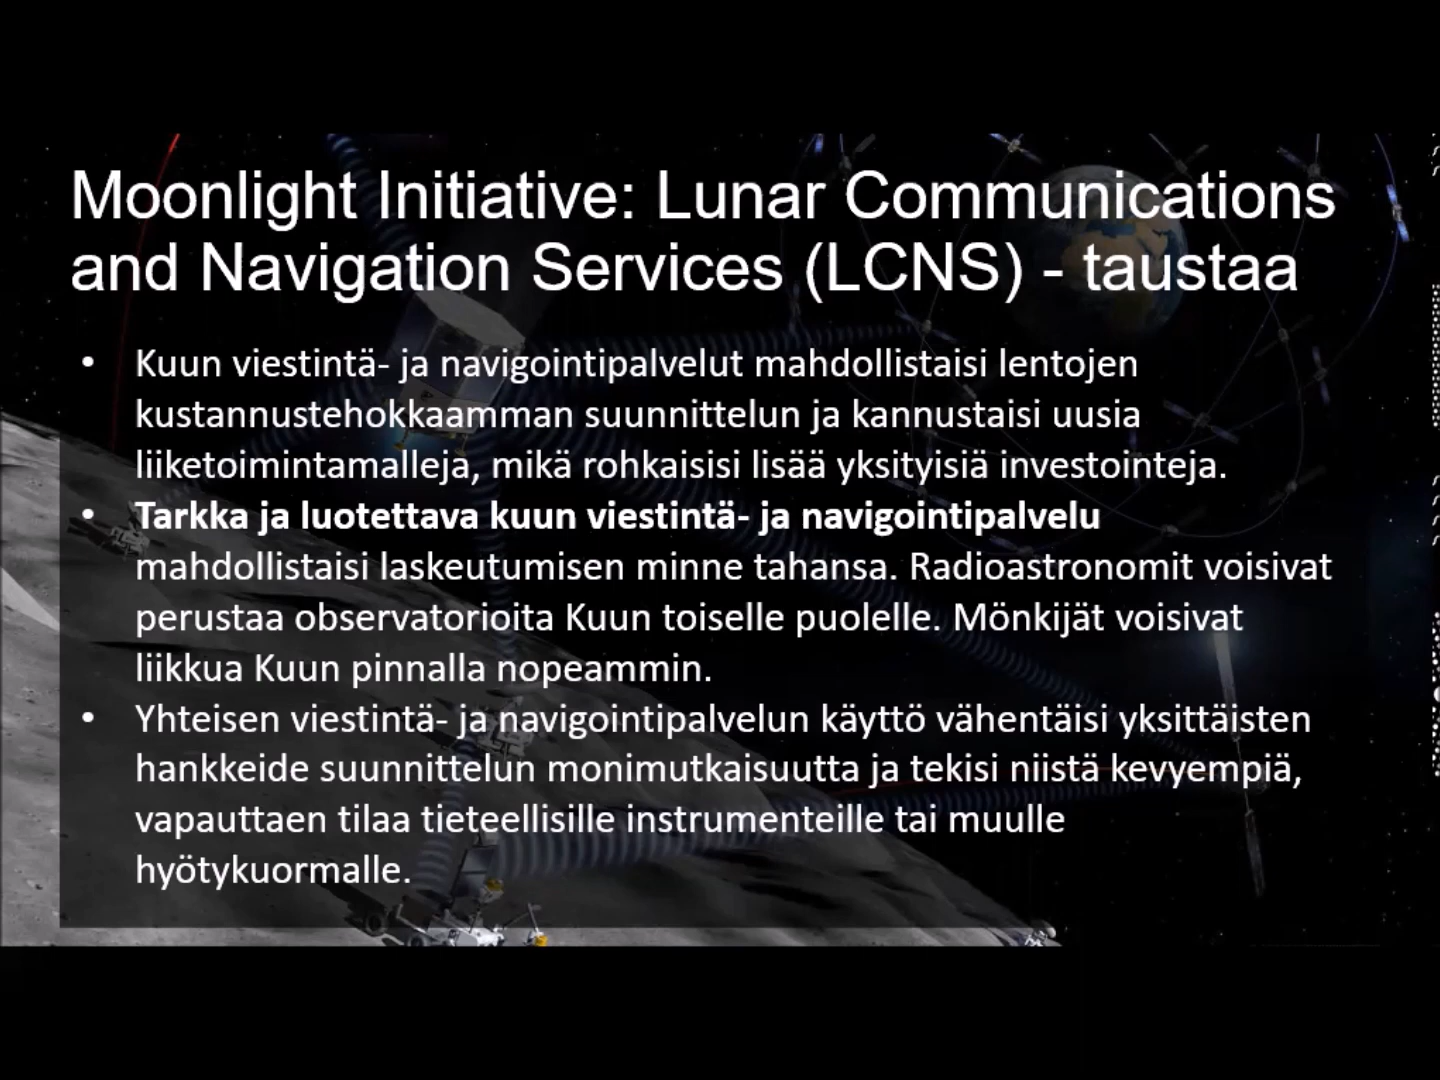 Moonlight Initiative: Lunar Communications
and Navigation Services (LCNS) - taustaa
• Kuun viestintä- ja navigointipalvelut mahdollistaisi lentojen
kustannustehokkaamman suunnittelun ja kannustaisi uusia
liiketoimintamalleja, mikä rohkaisisi lisää yksityisiä investointeja.
• Tarkka ja luotettava kuun viestintä- ja navigointipalvelu
mahdollistaisi laskeutumisen minne tahansa. Radioastronomit voisivat
perustaa observatorioita Kuun toiselle puolelle. Mönkijät voisivat
liikkua Kuun pinnalla nopeammin.
• Yhteisen viestintä- ja navigointipalvelun käyttö vähentäisi yksittäisten
hankkeide suunnittelun monimutkaisuutta ja tekisi niistä kevyempiä,
vapauttaen tilaa tieteellisille instrumenteille tai muulle
hyötykuormalle.